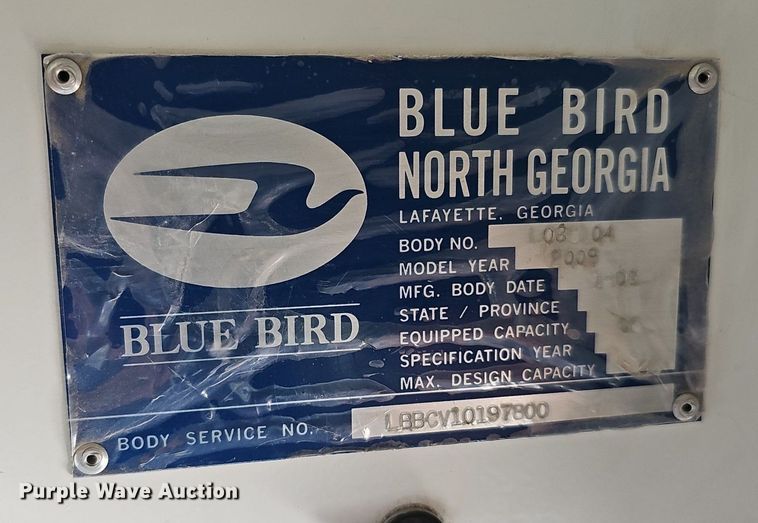 BLUE BIRD
NORTH GEORGIA
LAFAYETTE, GEORGIA
BODY NO.
MODEL YEAR 2009
MFG. BODY DATE
STATE / PROVINCE
EQUIPPED CAPACITY
SPECIFICATION YEAR
MAX. DESIGN CAPACITY
BLUE BIRD
BODY SERVICE NO. LBBCV10197800
Purple Wave Auction